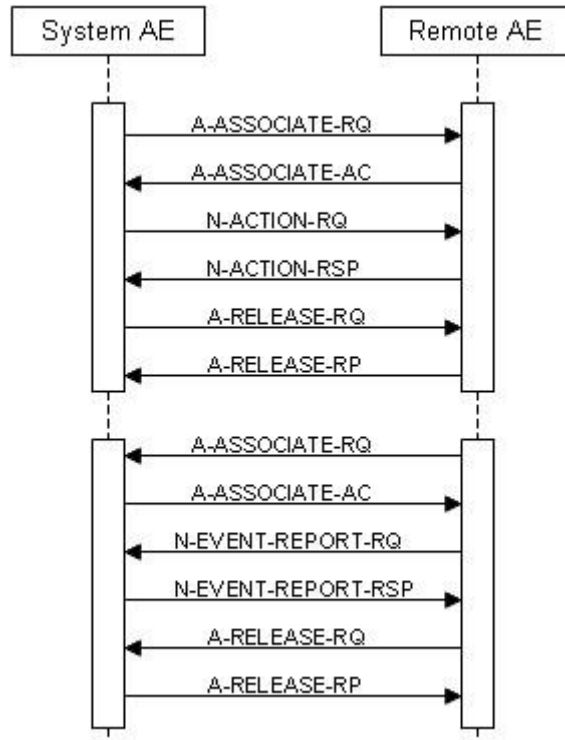 System AE
Remote AE
A-ASSOCIATE-RQ
A-ASSOCIATE-AC
N-ACTION-RQ
N-ACTION-RSP
A-RELEASE-RQ
A-RELEASE-RP
A-ASSOCIATE-RQ
A-ASSOCIATE-AC
N-EVENT-REPORT-RQ
N-EVENT-REPORT-RSP
A-RELEASE-RQ
A-RELEASE-RP